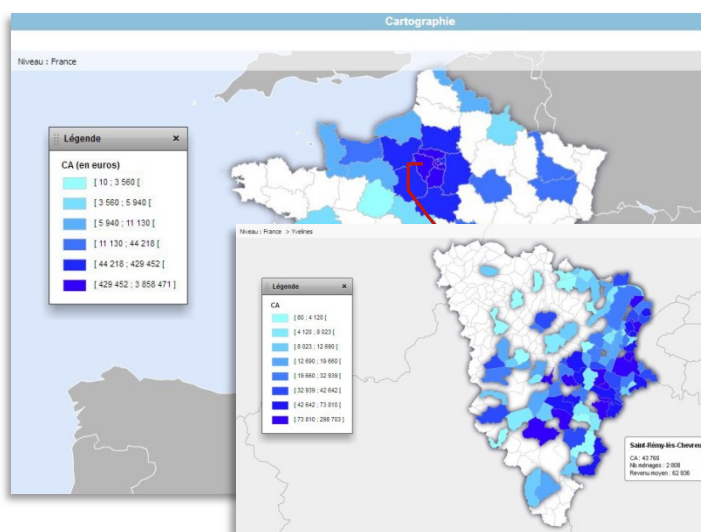 Cartographie
Niveau : France
Légende
CA (en euros)
[ 10 ; 3 560 [
[ 3 560 ; 5 940 [
[ 5 940 ; 11 130 [
[ 11 130 ; 44 218 [
[ 44 218 ; 429 452 [
[ 429 452 ; 3 858 471 ]
Niveau : France > Yvelines
Légende
CA
[ 80 ; 4 120 [
[ 4 120 ; 8 023 [
[ 8 023 ; 12 690 [
[ 12 690 ; 19 660 [
[ 19 660 ; 32 939 [
[ 32 939 ; 42 642 [
[ 42 642 ; 73 810 [
[ 73 810 ; 298 703 ]
Saint-Rémy-lès-Chevreu
CA : 43 765
Nb ménages : 2 808
Revenu moyen : 62 936